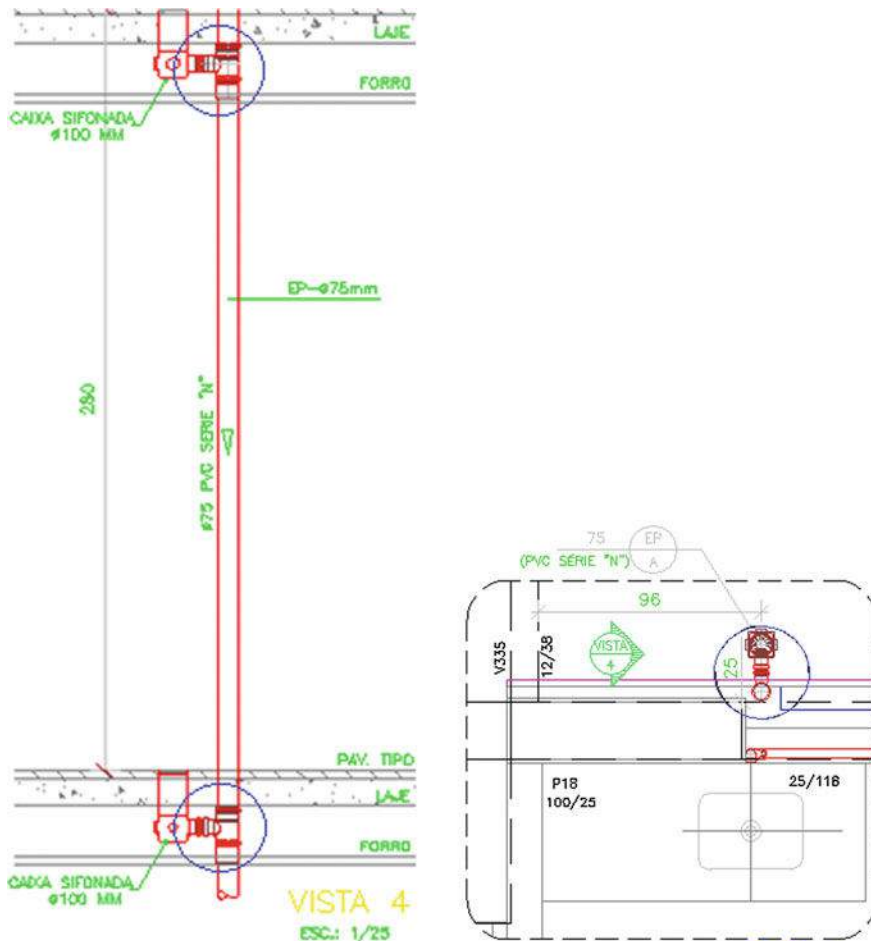 LAJE
FORRO
CAIXA SIFONADA
ø100 MM
EP-ø75mm
280
ø75 PVC SÉRIE "N"
PAV. TIPO
LAJE
FORRO
CAIXA SIFONADA
ø100 MM
VISTA 4
ESC.: 1/25
75
EP
A
(PVC SÉRIE "N")
96
V335
12/38
VISTA
4
25
P18
100/25
25/118